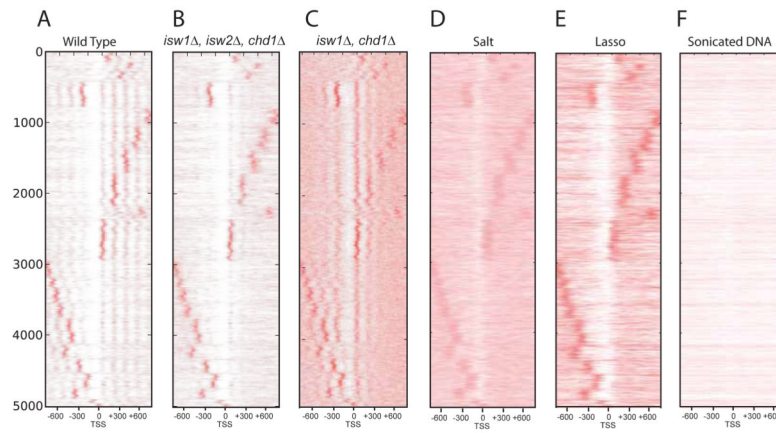 A B C D E F
Wild Type isw1Δ, isw2Δ, chd1Δ isw1Δ, chd1Δ Salt Lasso Sonicated DNA
0
1000
2000
3000
4000
5000
-600 -300 0 +300 +600 -600 -300 0 +300 +600 -600 -300 0 +300 +600 -600 -300 0 +300 +600 -600 -300 0 +300 +600 -600 -300 0 +300 +60
TSS TSS TSS TSS TSS TSS